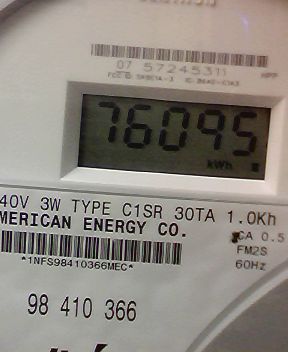 07 57245311
76095
kWh
40V 3W TYPE C1SR 30TA 1.0Kh
MERICAN ENERGY CO.
CA 0.5
FM2S
60Hz
*1NFS98410366MEC*
98 410 366